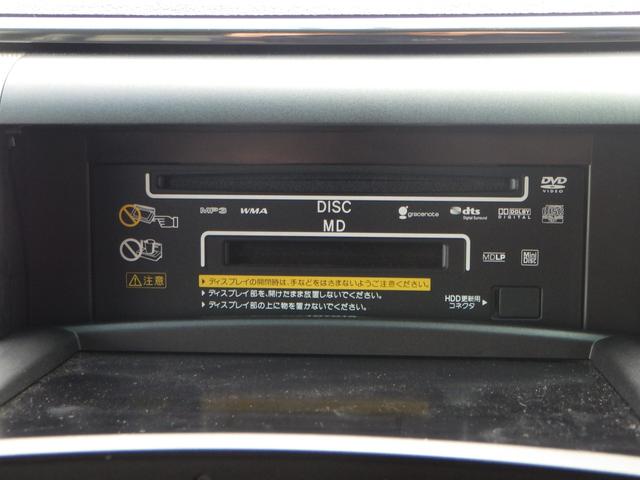 DVD
VIDEO
MP3 WMA DISC gracenote dts DOLBY
Digital Surround DIGITAL
MD
MDLP Mini
Disc
注意
ディスプレイの開閉時は、手などをはさまないようご注意ください。
ディスプレイ部を、開けたまま放置しないでください。
ディスプレイ部の上に物を置かないでください。
HDD更新用
コネクタ